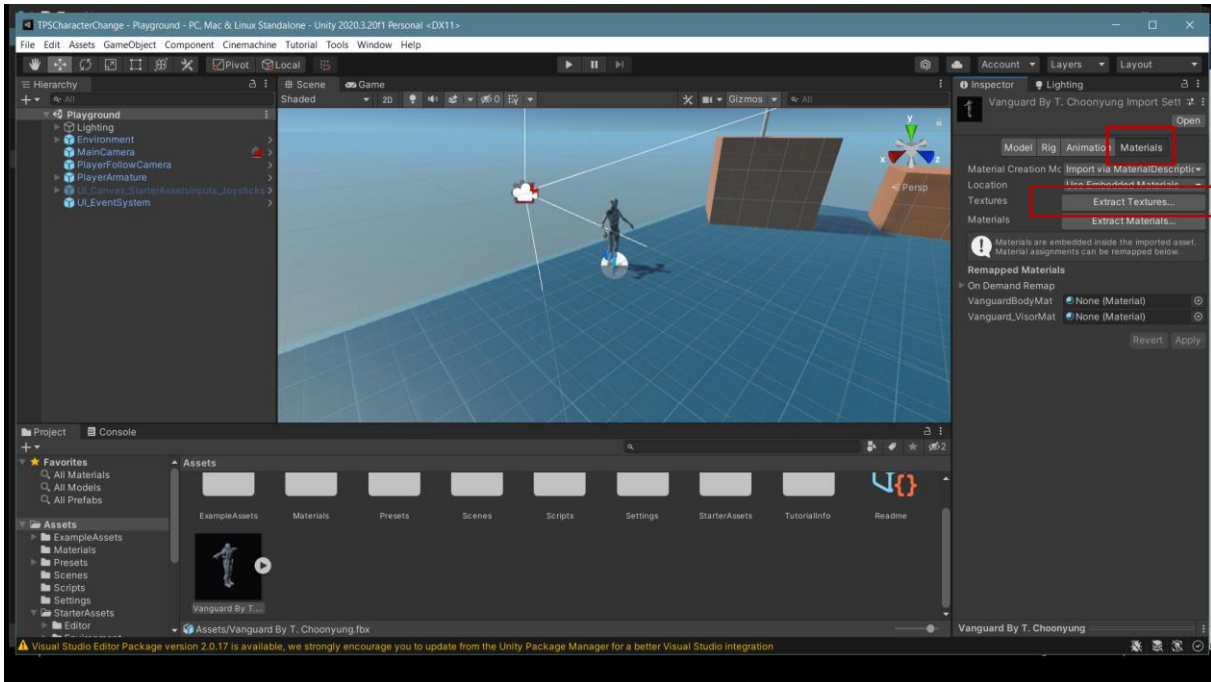 TPSCharacterChange - Playground - PC, Mac & Linux Standalone - Unity 2020.3.20f1 Personal <DX11>
File Edit Assets GameObject Component Cinemachine Tutorial Tools Window Help
Pivot Local Account Layers Layout
Hierarchy
All
Playground
Lighting
Environment
MainCamera
PlayerFollowCamera
PlayerArmature
UI_Canvas_StarterAssetsInputs_Joysticks
UI_EventSystem
Scene Game
Shaded 2D 0 Gizmos All
y
x z
Persp
Inspector Lighting
Vanguard By T. Choonyung Import Sett
Open
Model Rig Animation Materials
Material Creation Mc Import via MaterialDescriptic
Location Use Embedded Materials
Textures Extract Textures...
Materials Extract Materials...
Materials are embedded inside the imported asset.
Material assignments can be remapped below.
Remapped Materials
On Demand Remap
VanguardBodyMat None (Material)
Vanguard_VisorMat None (Material)
Revert Apply
Project Console
2
Favorites
All Materials
All Models
All Prefabs
Assets
ExampleAssets
Materials
Presets
Scenes
Scripts
Settings
StarterAssets
Editor
Assets
ExampleAssets Materials Presets Scenes Scripts Settings StarterAssets TutorialInfo Readme
Vanguard By T....
Assets/Vanguard By T. Choonyung.fbx
Vanguard By T. Choonyung
Visual Studio Editor Package version 2.0.17 is available, we strongly encourage you to update from the Unity Package Manager for a better Visual Studio integration